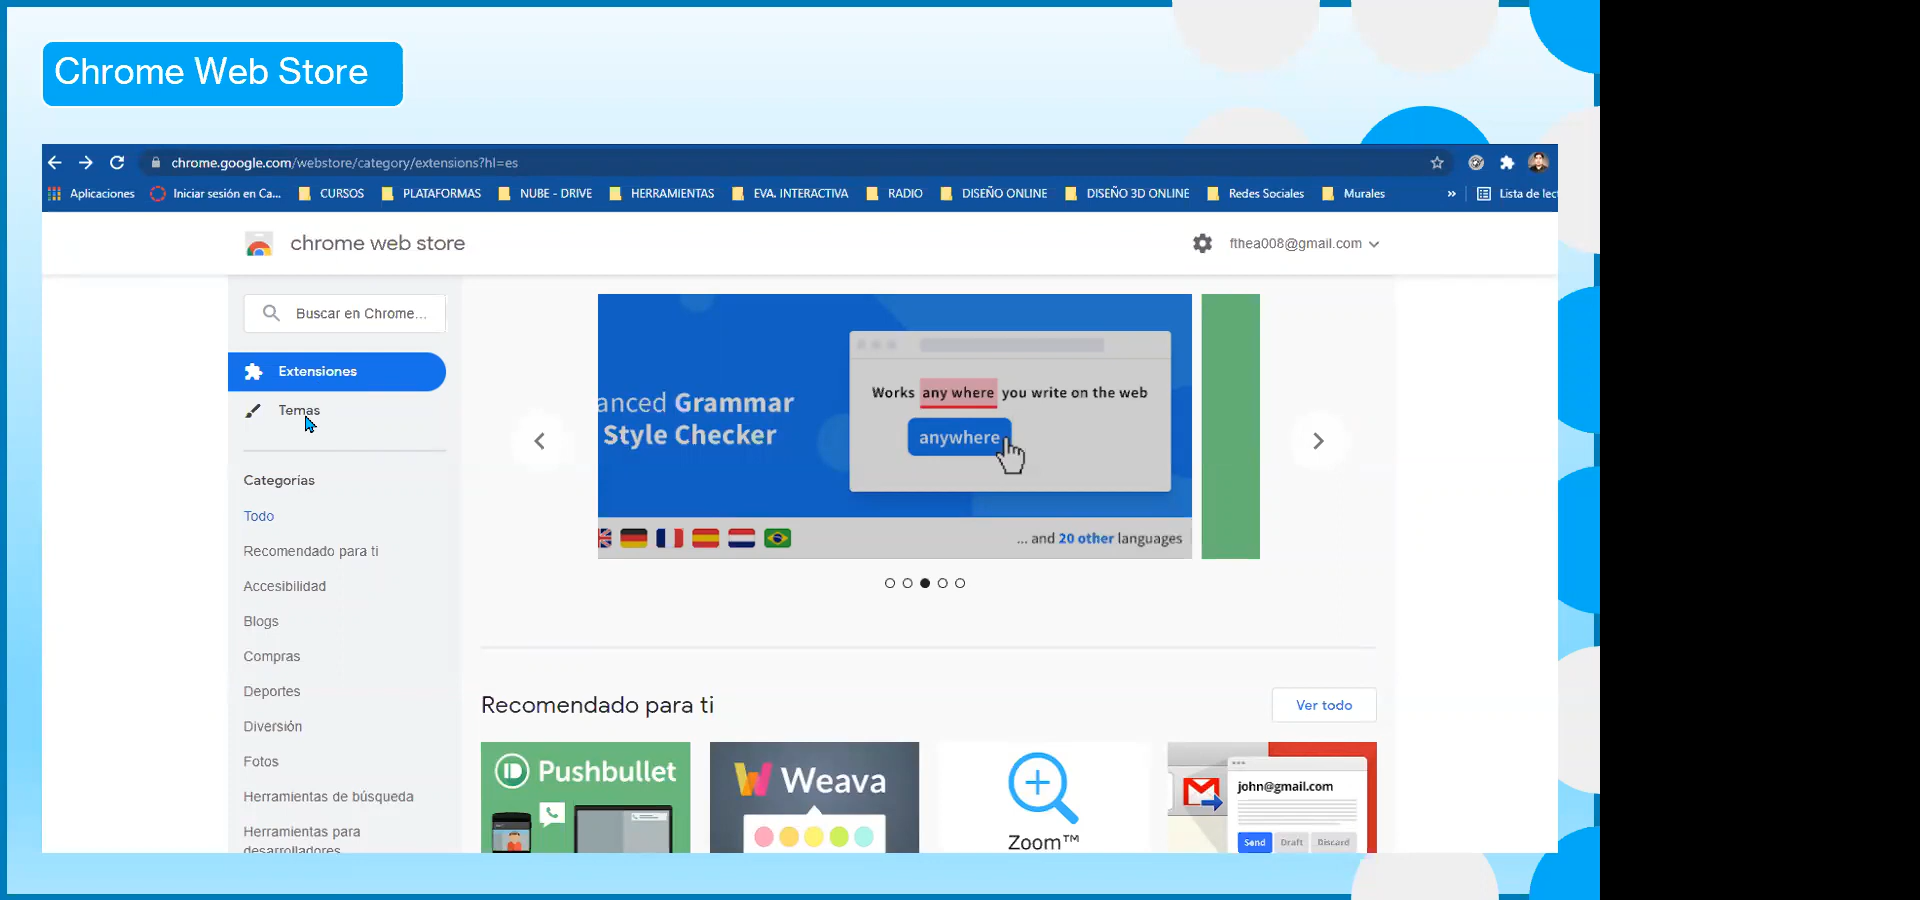 Chrome Web Store
chrome.google.com/webstore/category/extensions?hl=es
Aplicaciones Iniciar sesión en Ca... CURSOS PLATAFORMAS NUBE - DRIVE HERRAMIENTAS EVA. INTERACTIVA RADIO DISEÑO ONLINE DISEÑO 3D ONLINE Redes Sociales Murales » Lista de lec
chrome web store
fthea008@gmail.com
Buscar en Chrome...
Extensiones
Temas
Categorías
Todo
Recomendado para ti
Accesibilidad
Blogs
Compras
Deportes
Diversión
Fotos
Herramientas de búsqueda
Herramientas para
desarrolladores
anced Grammar
Style Checker
Works any where you write on the web
anywhere
... and 20 other languages
Recomendado para ti
Ver todo
Pushbullet
Weava
Zoom™
john@gmail.com
Send Draft Discard